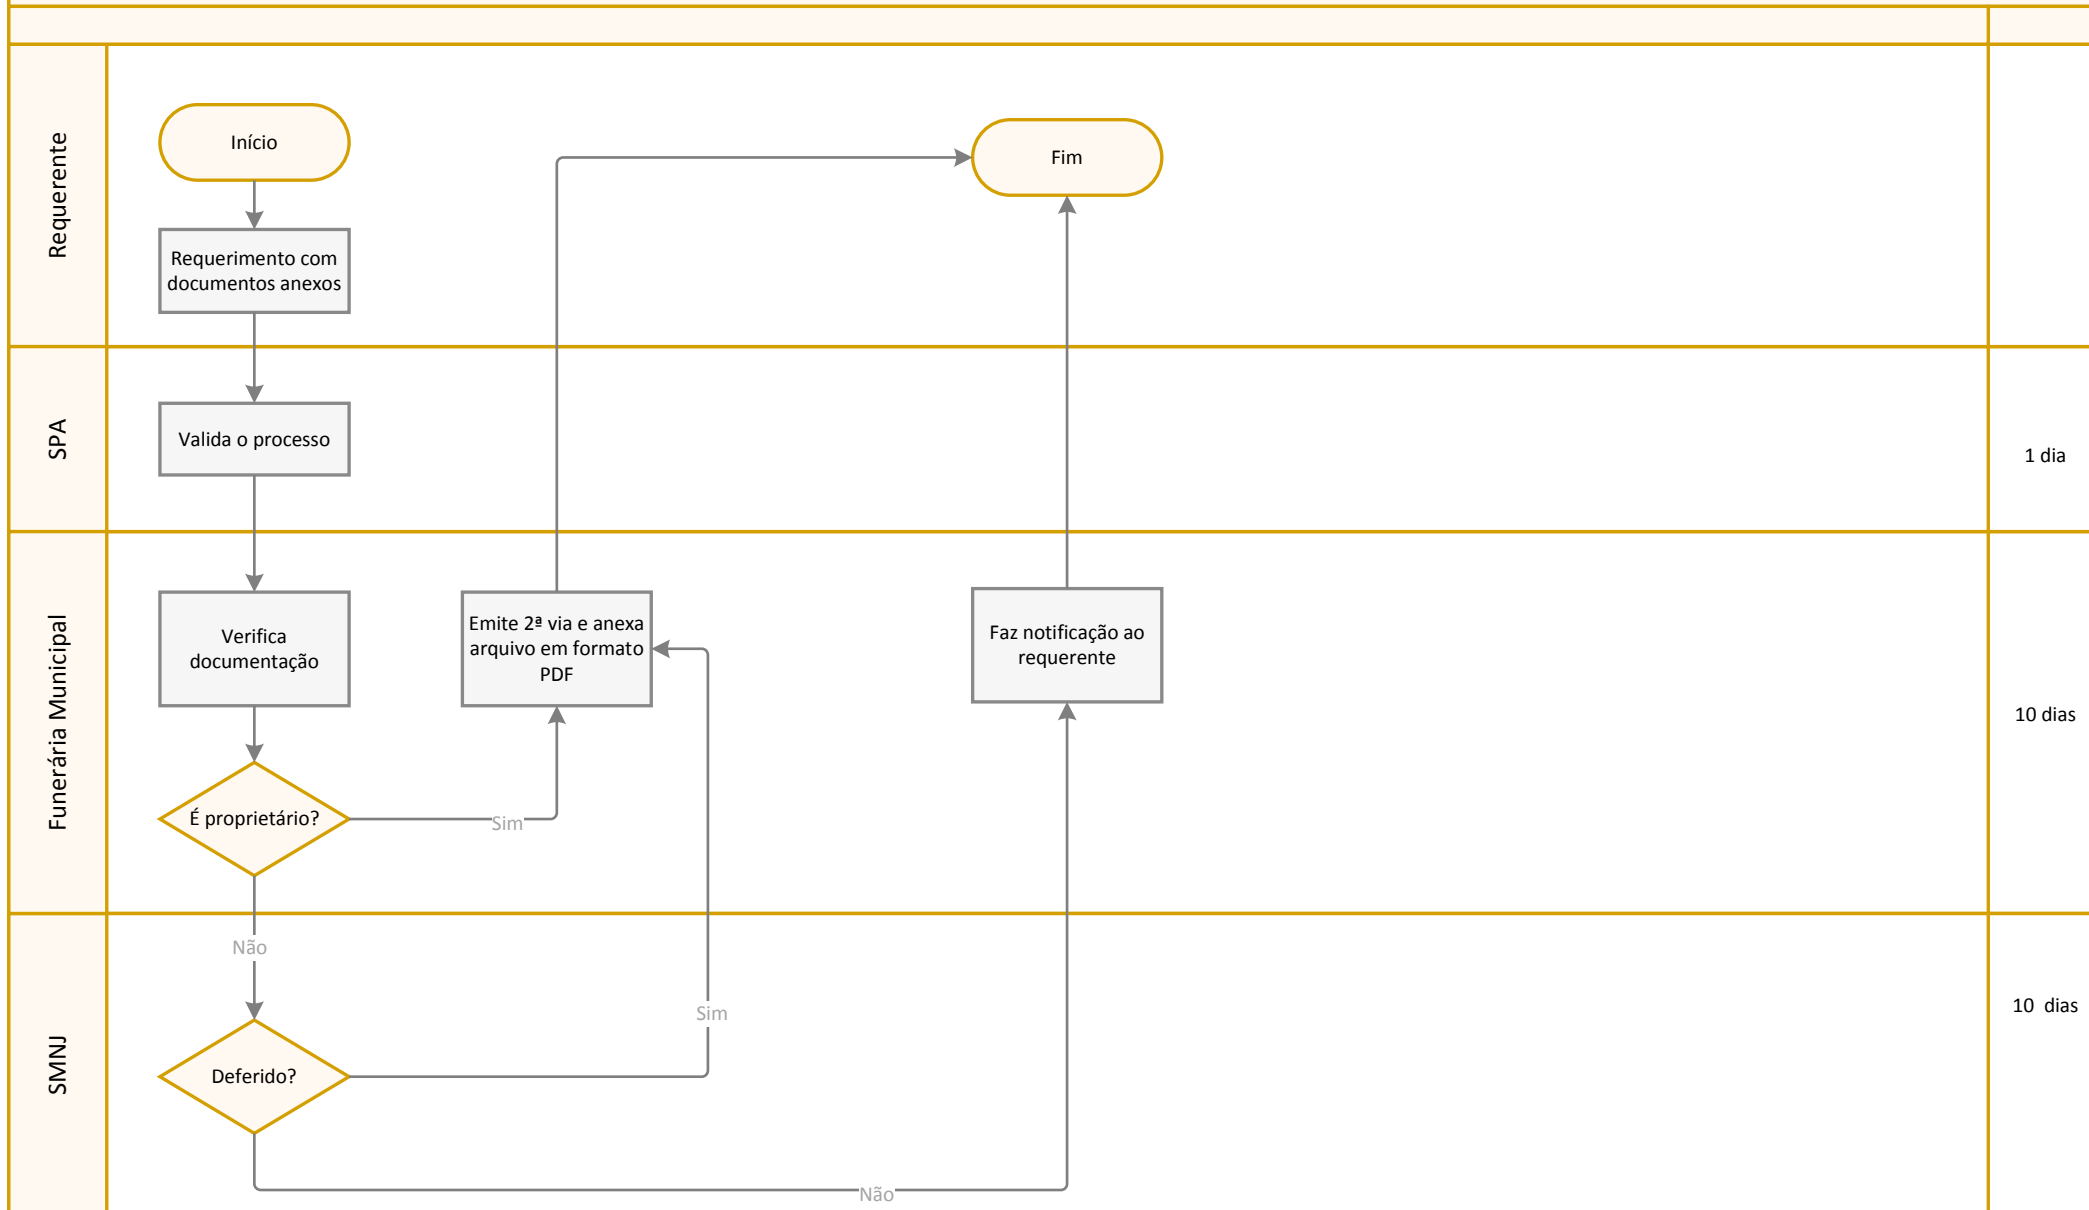 Requerente
Início
Fim
Requerimento com
documentos anexos
SPA
Valida o processo
1 dia
Funerária Municipal
Verifica
documentação
Emite 2ª via e anexa
arquivo em formato
PDF
Faz notificação ao
requerente
10 dias
É proprietário?
Sim
Não
SMNJ
Sim
10  dias
Deferido?
Não